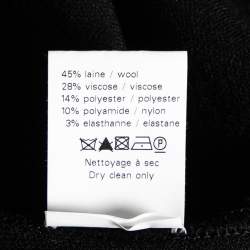 45% laine / wool
28% viscose / viscose
14% polyester / polyester
10% polyamide / nylon
3% elasthanne / elastane
P
Nettoyage à sec
Dry clean only